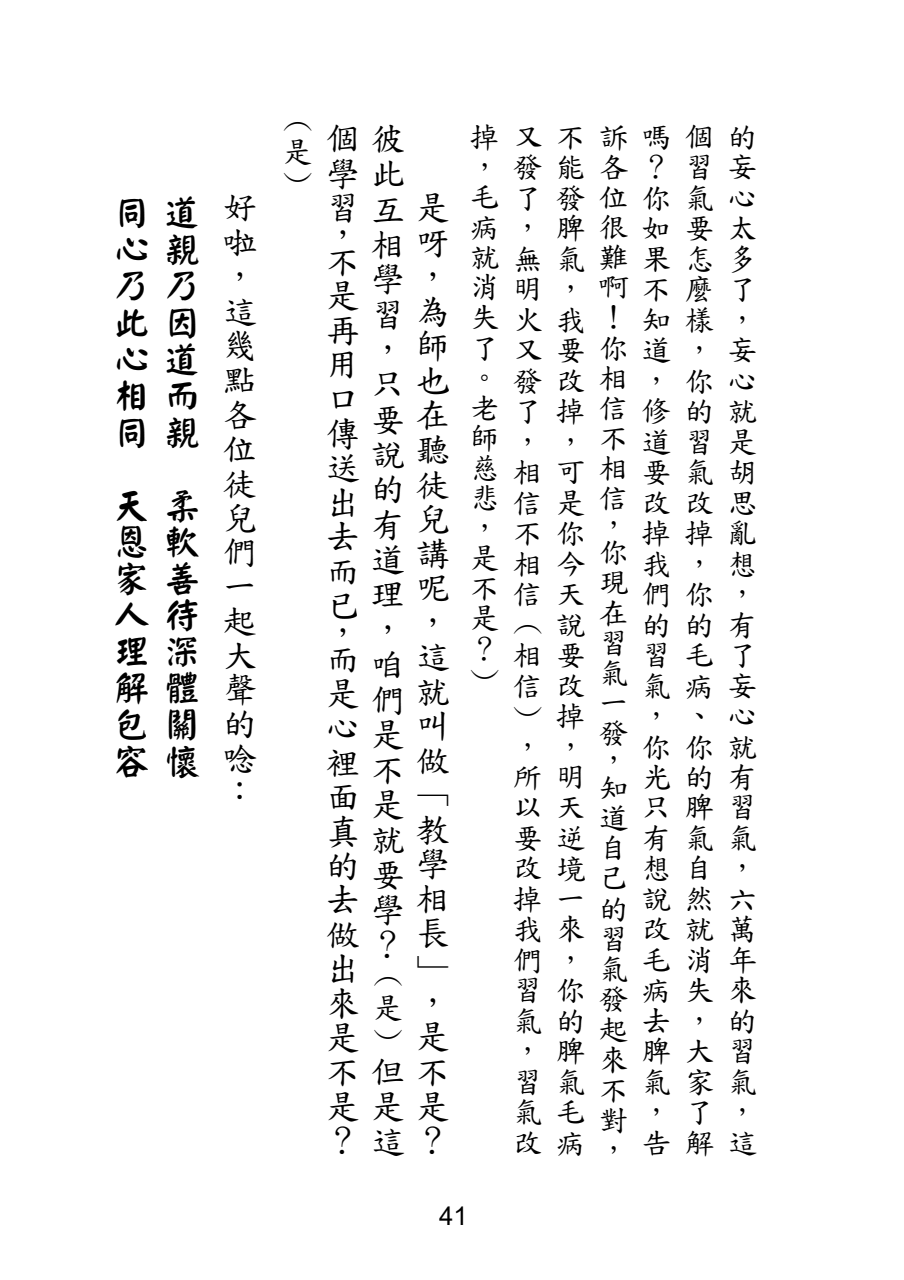 的妄心太多了，妄心就是胡思亂想，有了妄心就有習氣，六萬年來的習氣，這
個習氣要怎麼樣，你的習氣改掉，你的毛病、你的脾氣自然就消失，大家了解
嗎？你如果不知道，修道要改掉我們的習氣，你光只有想說改毛病去脾氣，告
訴各位很難啊！你相信不相信，你現在習氣一發，知道自己的習氣發起來不對，
不能發脾氣，我要改掉，可是你今天說要改掉，明天逆境一來，你的脾氣毛病
又發了，無明火又發了，相信不相信（相信），所以要改掉我們習氣，習氣改
掉，毛病就消失了。老師慈悲，是不是？）
是呀，為師也在聽徒兒講呢，這就叫做「教學相長」，是不是？
彼此互相學習，只要說的有道理，咱們是不是就要學？（是）但是這
個學習，不是再用口傳送出去而已，而是心裡面真的去做出來是不是？
（是）
好啦，這幾點各位徒兒們一起大聲的唸：
道親乃因道而親　柔軟善待深體關懷
同心乃此心相同　天恩家人理解包容
41